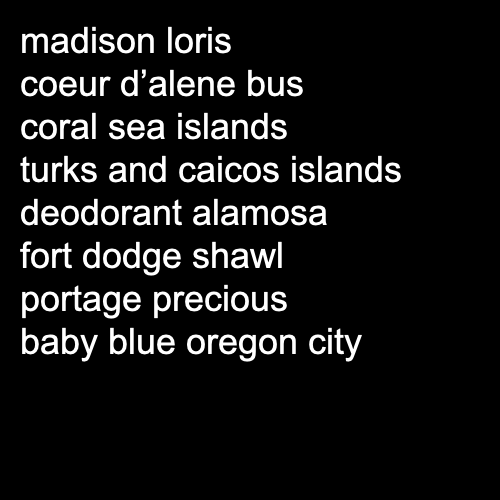 madison loris
coeur d’alene bus
coral sea islands
turks and caicos islands
deodorant alamosa
fort dodge shawl
portage precious
baby blue oregon city